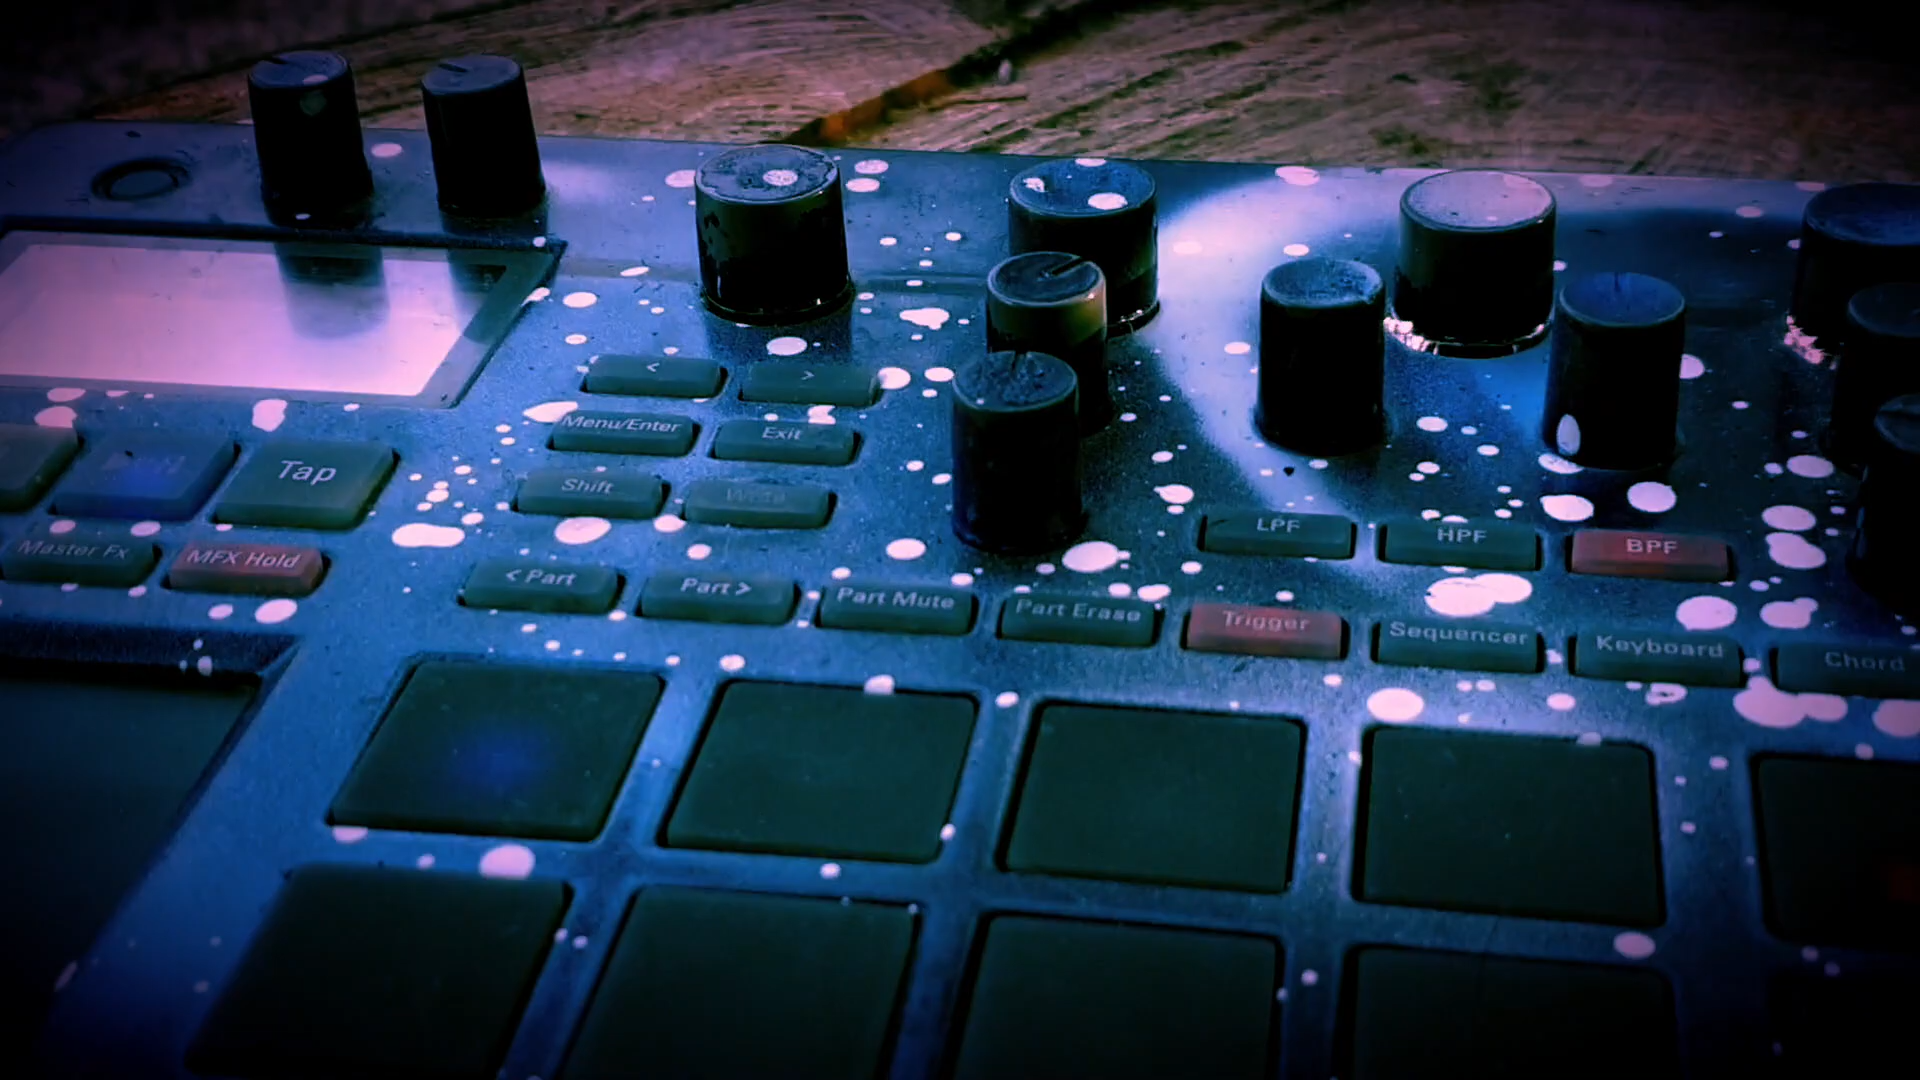 <
>
Menu/Enter
Exit
Tap
Shift
Write
Master Fx
MFX Hold
LPF
HPF
BPF
< Part
Part >
Part Mute
Part Erase
Trigger
Sequencer
Keyboard
Chord